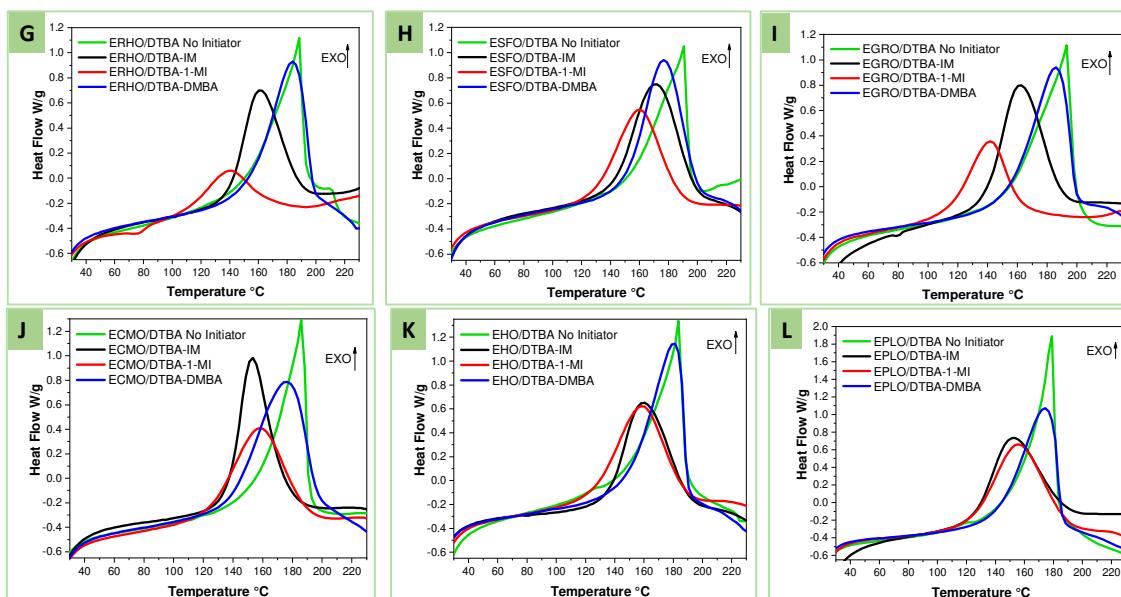 G
ERHO/DTBA No Initiator
ERHO/DTBA-IM
ERHO/DTBA-1-MI
ERHO/DTBA-DMBA
EXO
1.2
1.0
0.8
0.6
0.4
0.2
0.0
-0.2
-0.4
-0.6
Heat Flow W/g
40 60 80 100 120 140 160 180 200 220
Temperature °C
H
ESFO/DTBA No Initiator
ESFO/DTBA-IM
ESFO/DTBA-1-MI
ESFO/DTBA-DMBA
EXO
1.2
1.0
0.8
0.6
0.4
0.2
0.0
-0.2
-0.4
-0.6
Heat Flow W/g
40 60 80 100 120 140 160 180 200 220
Temperature °C
I
EGRO/DTBA No Initiator
EGRO/DTBA-IM
EGRO/DTBA-1-MI
EGRO/DTBA-DMBA
EXO
1.2
1.0
0.8
0.6
0.4
0.2
0.0
-0.2
-0.4
-0.6
Heat Flow W/g
40 60 80 100 120 140 160 180 200 220
Temperature °C
J
ECMO/DTBA No Initiator
ECMO/DTBA-IM
ECMO/DTBA-1-MI
ECMO/DTBA-DMBA
EXO
1.2
1.0
0.8
0.6
0.4
0.2
0.0
-0.2
-0.4
-0.6
Heat Flow W/g
40 60 80 100 120 140 160 180 200 220
Temperature °C
K
EHO/DTBA No Initiator
EHO/DTBA-IM
EHO/DTBA-1-MI
EHO/DTBA-DMBA
EXO
1.2
1.0
0.8
0.6
0.4
0.2
0.0
-0.2
-0.4
-0.6
Heat Flow W/g
40 60 80 100 120 140 160 180 200 220
Temperature °C
L
EPLO/DTBA No Initiator
EPLO/DTBA-IM
EPLO/DTBA-1-MI
EPLO/DTBA-DMBA
EXO
2.0
1.8
1.6
1.4
1.2
1.0
0.8
0.6
0.4
0.2
0.0
-0.2
-0.4
-0.6
Heat Flow W/g
40 60 80 100 120 140 160 180 200 220
Temperature °C